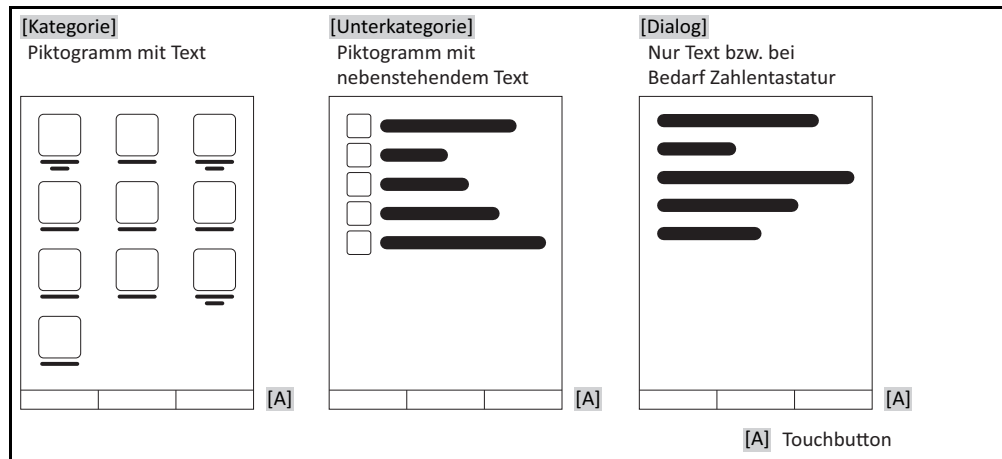 [Kategorie]
Piktogramm mit Text
[Unterkategorie]
Piktogramm mit
nebenstehendem Text
[Dialog]
Nur Text bzw. bei
Bedarf Zahlentastatur
[A]
[A]
[A]
[A] Touchbutton